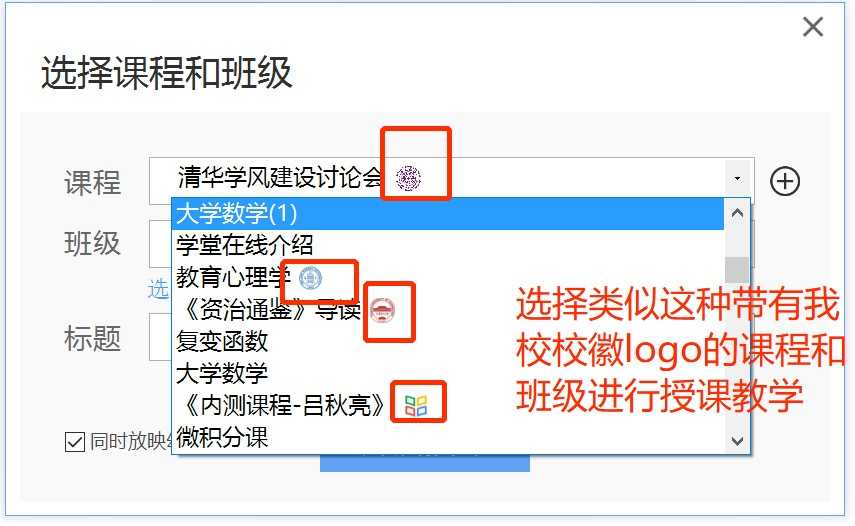 选择课程和班级
课程
清华学风建设讨论会
大学数学(1)
班级
学堂在线介绍
教育心理学
选
《资治通鉴》导读
标题
复变函数
大学数学
《内测课程-吕秋亮》
微积分课
同时放映
选择类似这种带有我
校校徽logo的课程和
班级进行授课教学